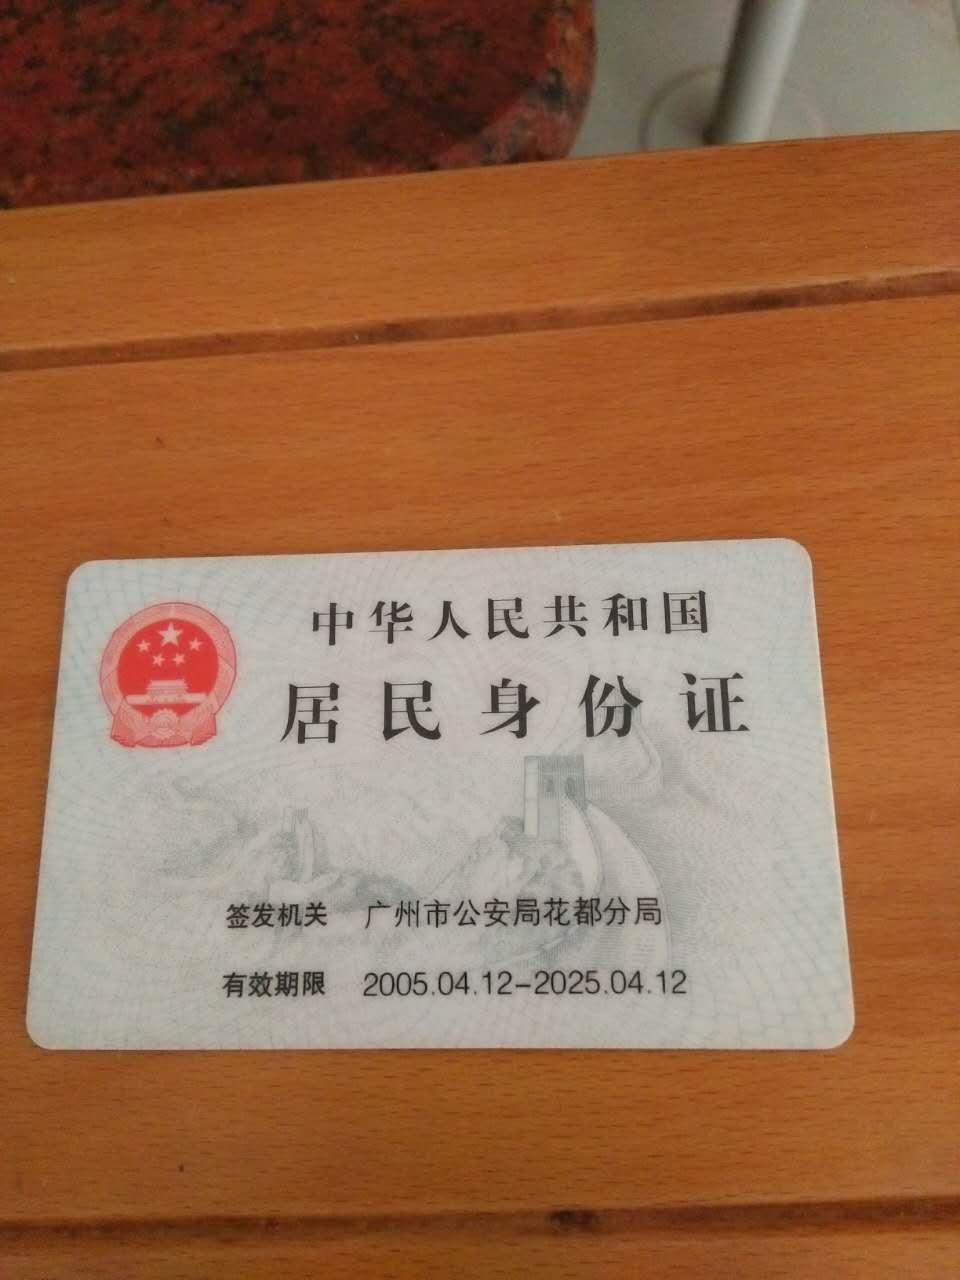 中华人民共和国
居民身份证
签发机关 广州市公安局花都分局
有效期限 2005.04.12-2025.04.12